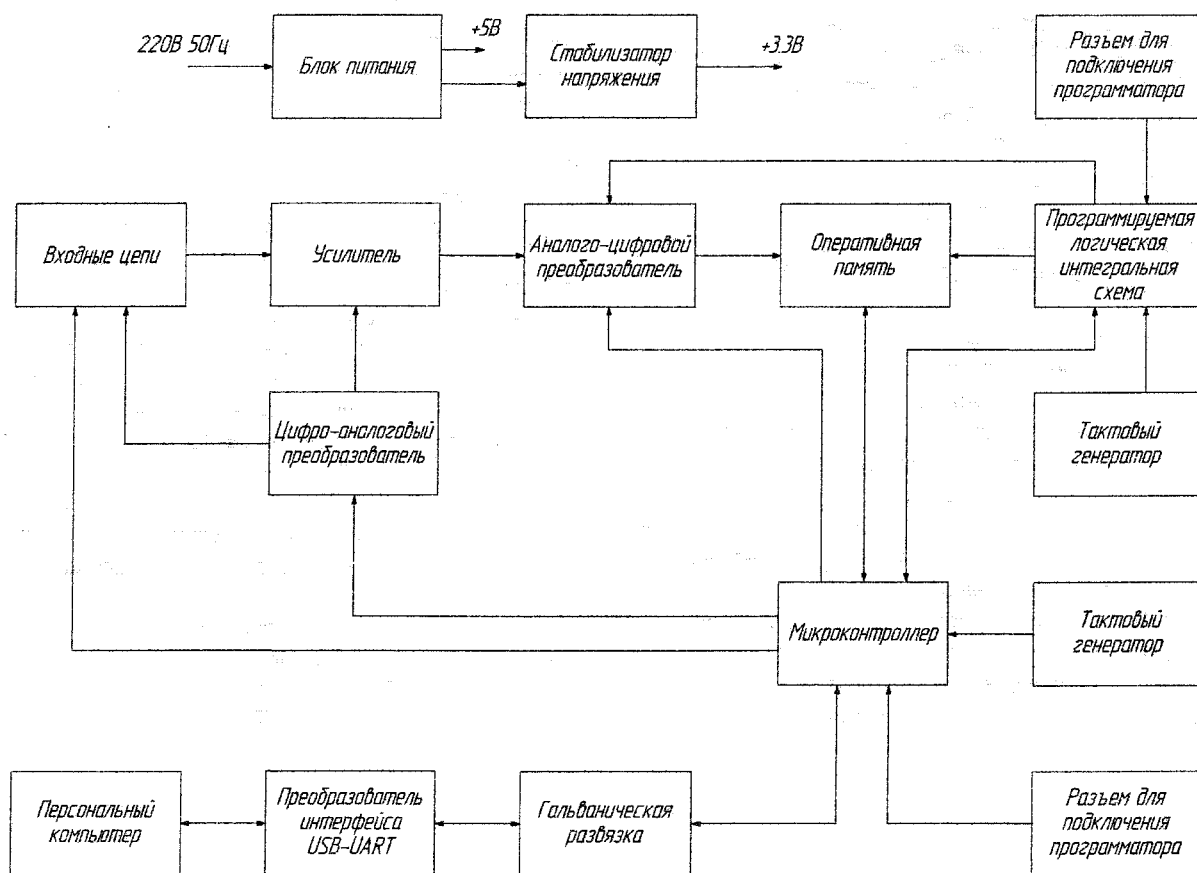 220В 50Гц
Блок питания
+5В
Стабилизатор
напряжения
+3.3В
Разъем для
подключения
программатора
Входные цепи
Усилитель
Аналого-цифровой
преобразователь
Оперативная
память
Программируемая
логическая
интегральная
схема
Цифро-аналоговый
преобразователь
Тактовый
генератор
Микроконтроллер
Тактовый
генератор
Персональный
компьютер
Преобразователь
интерфейса
USB-UART
Гальваническая
развязка
Разъем для
подключения
программатора